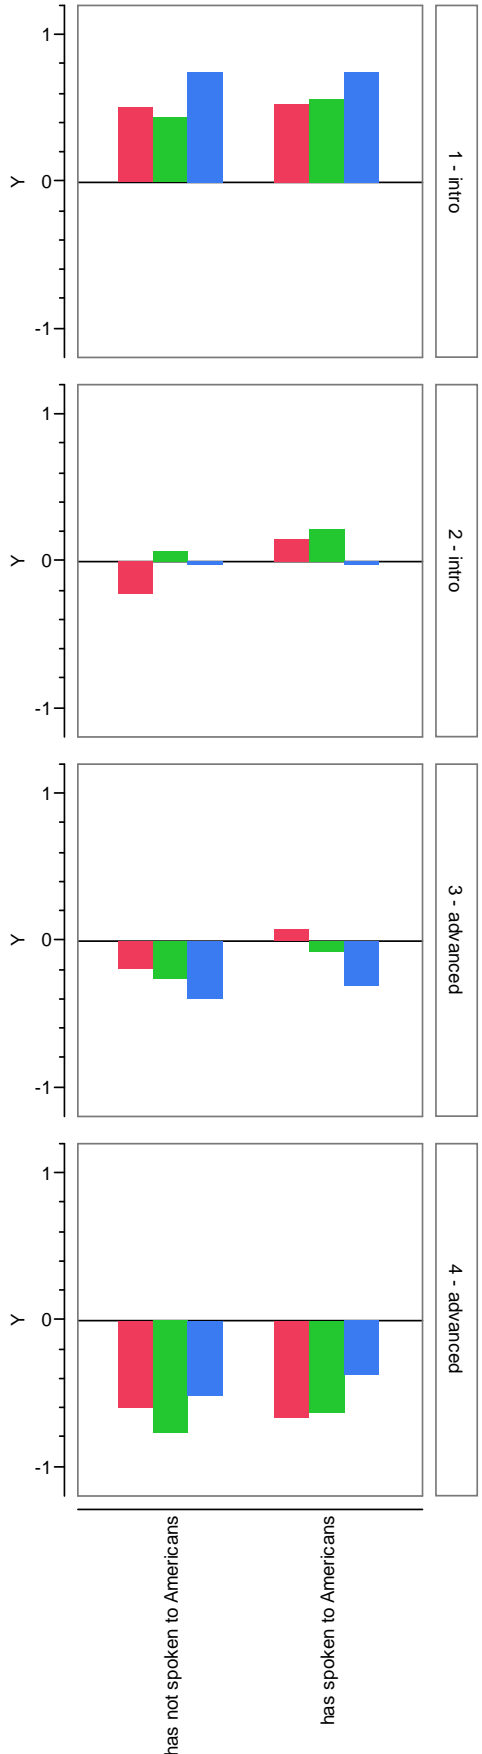 1
Y
0
-1
1 - intro
1
Y
0
-1
2 - intro
1
Y
0
-1
3 - advanced
1
Y
0
-1
4 - advanced
has not spoken to Americans
has spoken to Americans